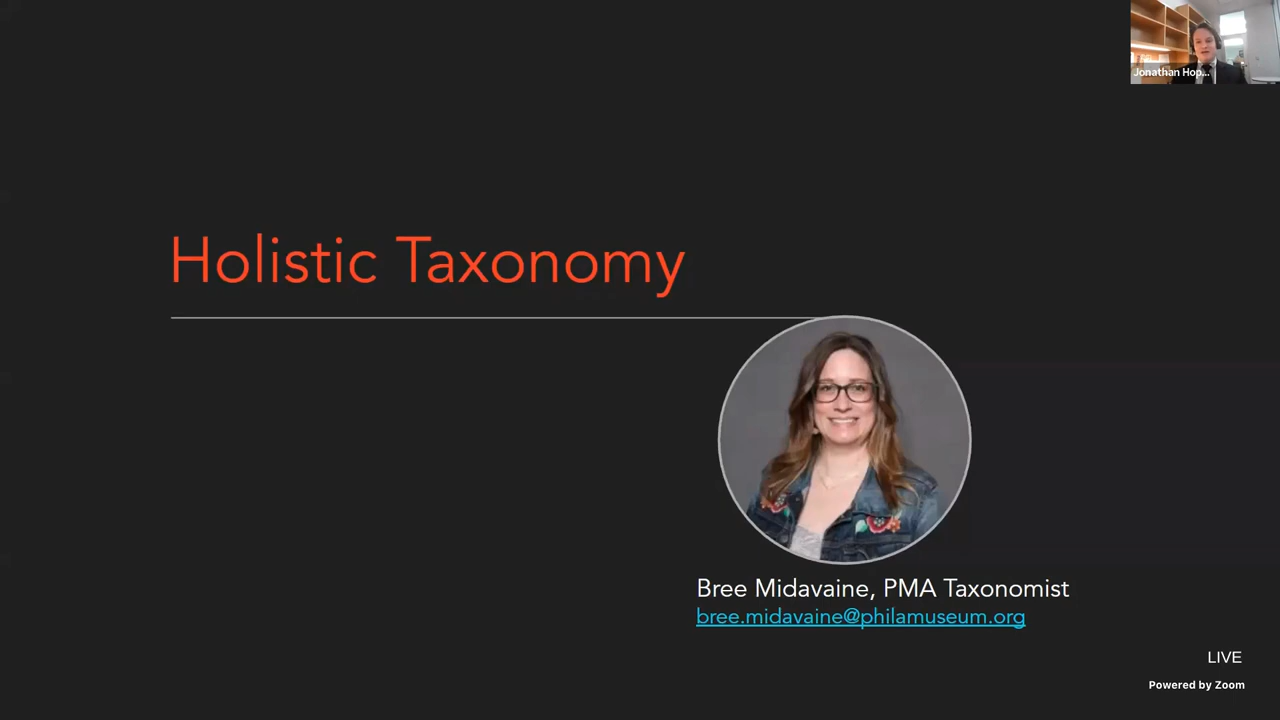 Jonathan Hop...
Holistic Taxonomy
Bree Midavaine, PMA Taxonomist
bree.midavaine@philamuseum.org
LIVE
Powered by Zoom